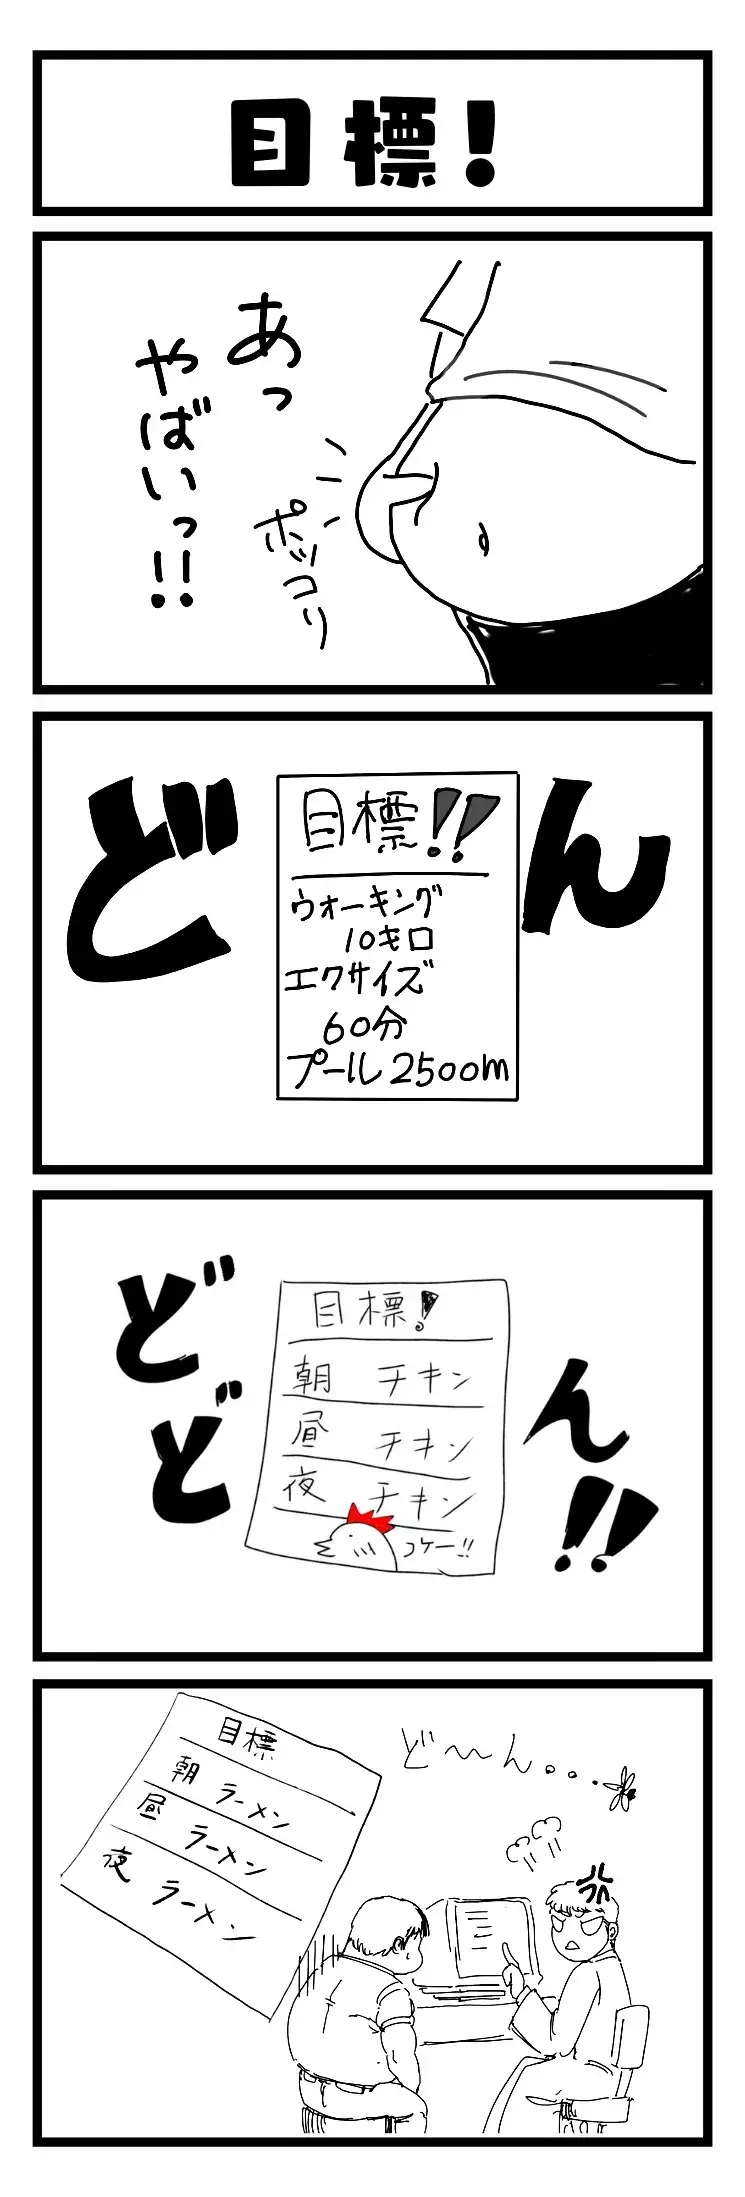 目標!
あっ
やばいっ!!
ポッコリ
どん
目標!!
ウォーキング
10キロ
エクサイズ
60分
プール2500m
どどん!!
目標!
朝 チキン
昼 チキン
夜 チキン
コケー!!
ど〜ん。。。
目標
朝 ラーメン
昼 ラーメン
夜 ラーメン